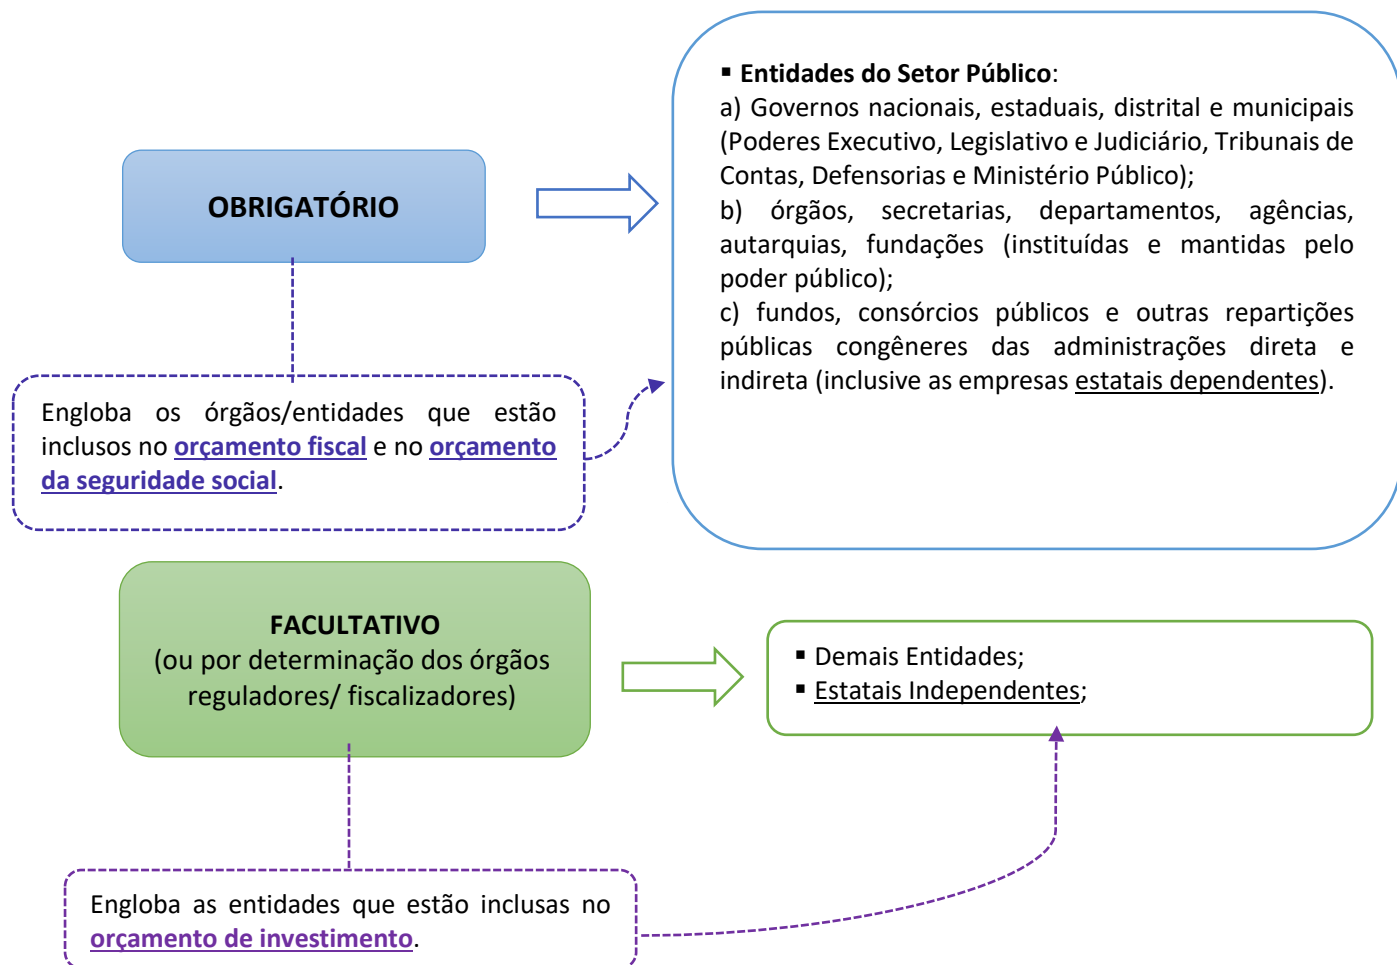 ▪ Entidades do Setor Público:
a) Governos nacionais, estaduais, distrital e municipais
(Poderes Executivo, Legislativo e Judiciário, Tribunais de
Contas, Defensorias e Ministério Público);
b) órgãos, secretarias, departamentos, agências,
autarquias, fundações (instituídas e mantidas pelo
poder público);
c) fundos, consórcios públicos e outras repartições
públicas congêneres das administrações direta e
indireta (inclusive as empresas estatais dependentes).
OBRIGATÓRIO
Engloba os órgãos/entidades que estão
inclusos no orçamento fiscal e no orçamento
da seguridade social.
FACULTATIVO
(ou por determinação dos órgãos
reguladores/ fiscalizadores)
▪ Demais Entidades;
▪ Estatais Independentes;
Engloba as entidades que estão inclusas no
orçamento de investimento.